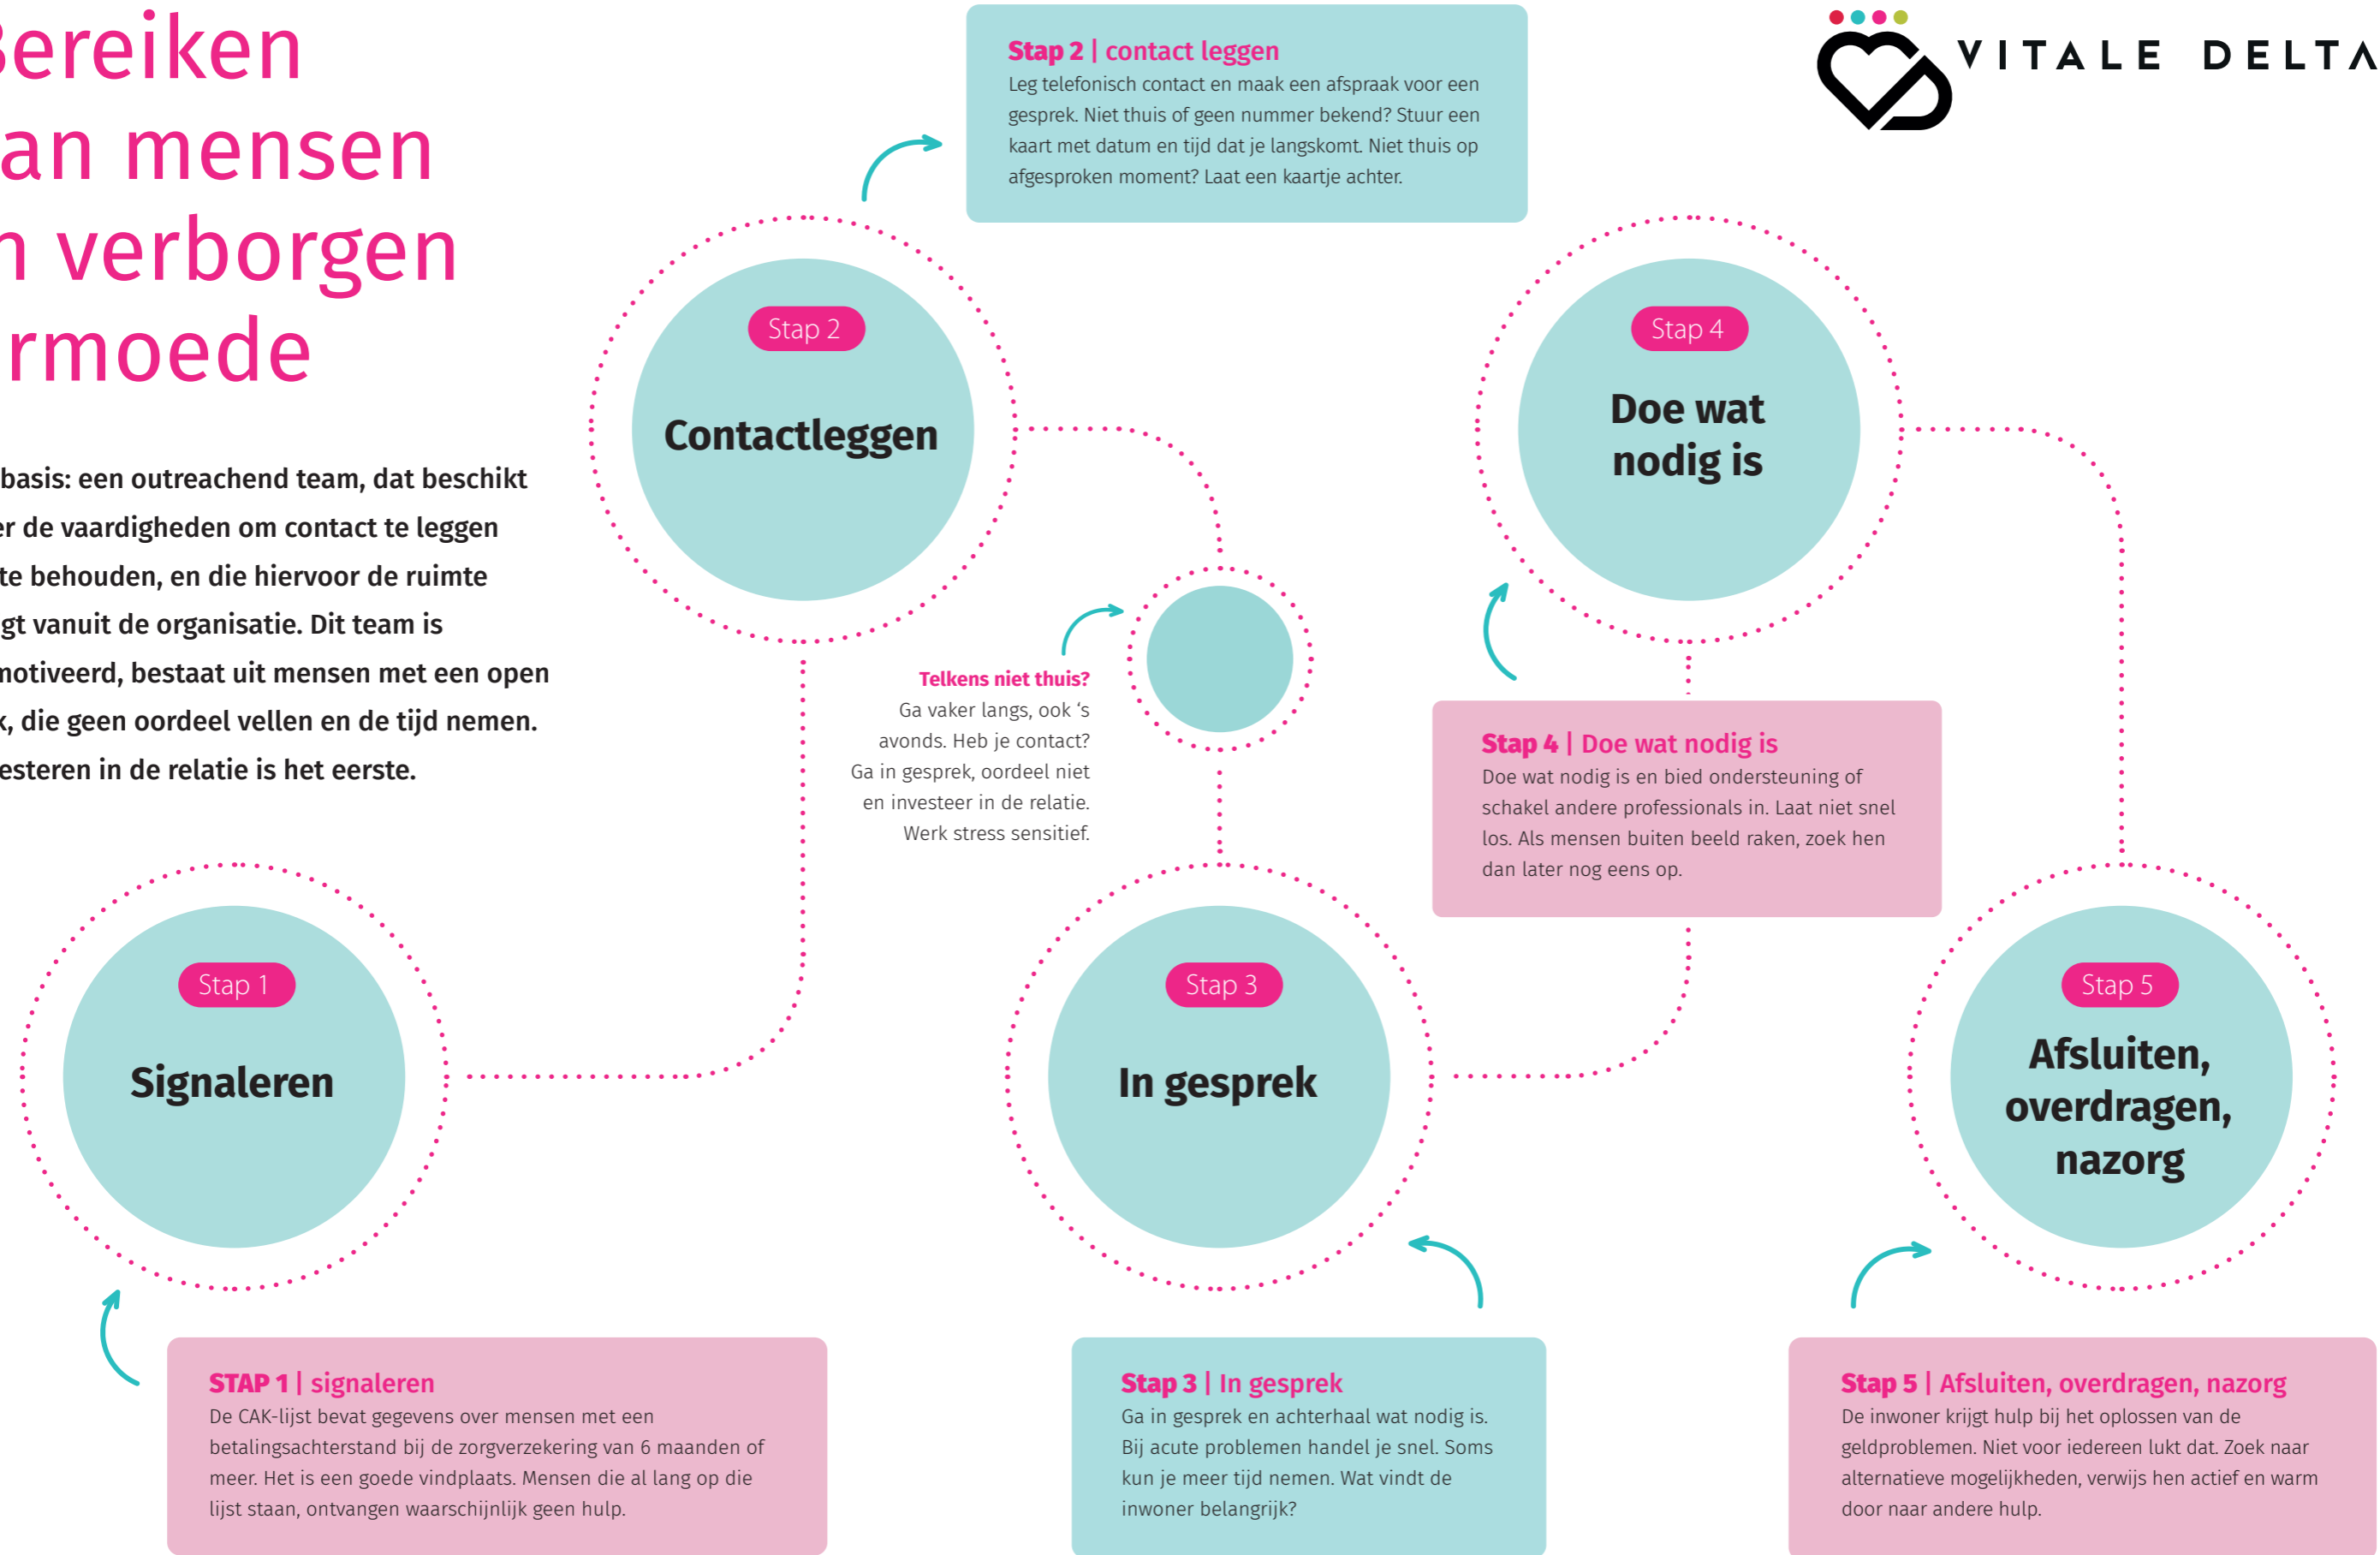 Bereiken
an mensen
n verborgen
rmoede
basis: een outreachend team, dat beschikt
er de vaardigheden om contact te leggen
te behouden, en die hiervoor de ruimte
gt vanuit de organisatie. Dit team is
motiveerd, bestaat uit mensen met een open
k, die geen oordeel vellen en de tijd nemen.
esteren in de relatie is het eerste.
VITALE DELTA
Stap 1
Signaleren
STAP 1 | signaleren
De CAK-lijst bevat gegevens over mensen met een
betalingsachterstand bij de zorgverzekering van 6 maanden of
meer. Het is een goede vindplaats. Mensen die al lang op die
lijst staan, ontvangen waarschijnlijk geen hulp.
Stap 2
Contactleggen
Stap 2 | contact leggen
Leg telefonisch contact en maak een afspraak voor een
gesprek. Niet thuis of geen nummer bekend? Stuur een
kaart met datum en tijd dat je langskomt. Niet thuis op
afgesproken moment? Laat een kaartje achter.
Telkens niet thuis?
Ga vaker langs, ook ‘s
avonds. Heb je contact?
Ga in gesprek, oordeel niet
en investeer in de relatie.
Werk stress sensitief.
Stap 3
In gesprek
Stap 3 | In gesprek
Ga in gesprek en achterhaal wat nodig is.
Bij acute problemen handel je snel. Soms
kun je meer tijd nemen. Wat vindt de
inwoner belangrijk?
Stap 4
Doe wat
nodig is
Stap 4 | Doe wat nodig is
Doe wat nodig is en bied ondersteuning of
schakel andere professionals in. Laat niet snel
los. Als mensen buiten beeld raken, zoek hen
dan later nog eens op.
Stap 5
Afsluiten,
overdragen,
nazorg
Stap 5 | Afsluiten, overdragen, nazorg
De inwoner krijgt hulp bij het oplossen van de
geldproblemen. Niet voor iedereen lukt dat. Zoek naar
alternatieve mogelijkheden, verwijs hen actief en warm
door naar andere hulp.